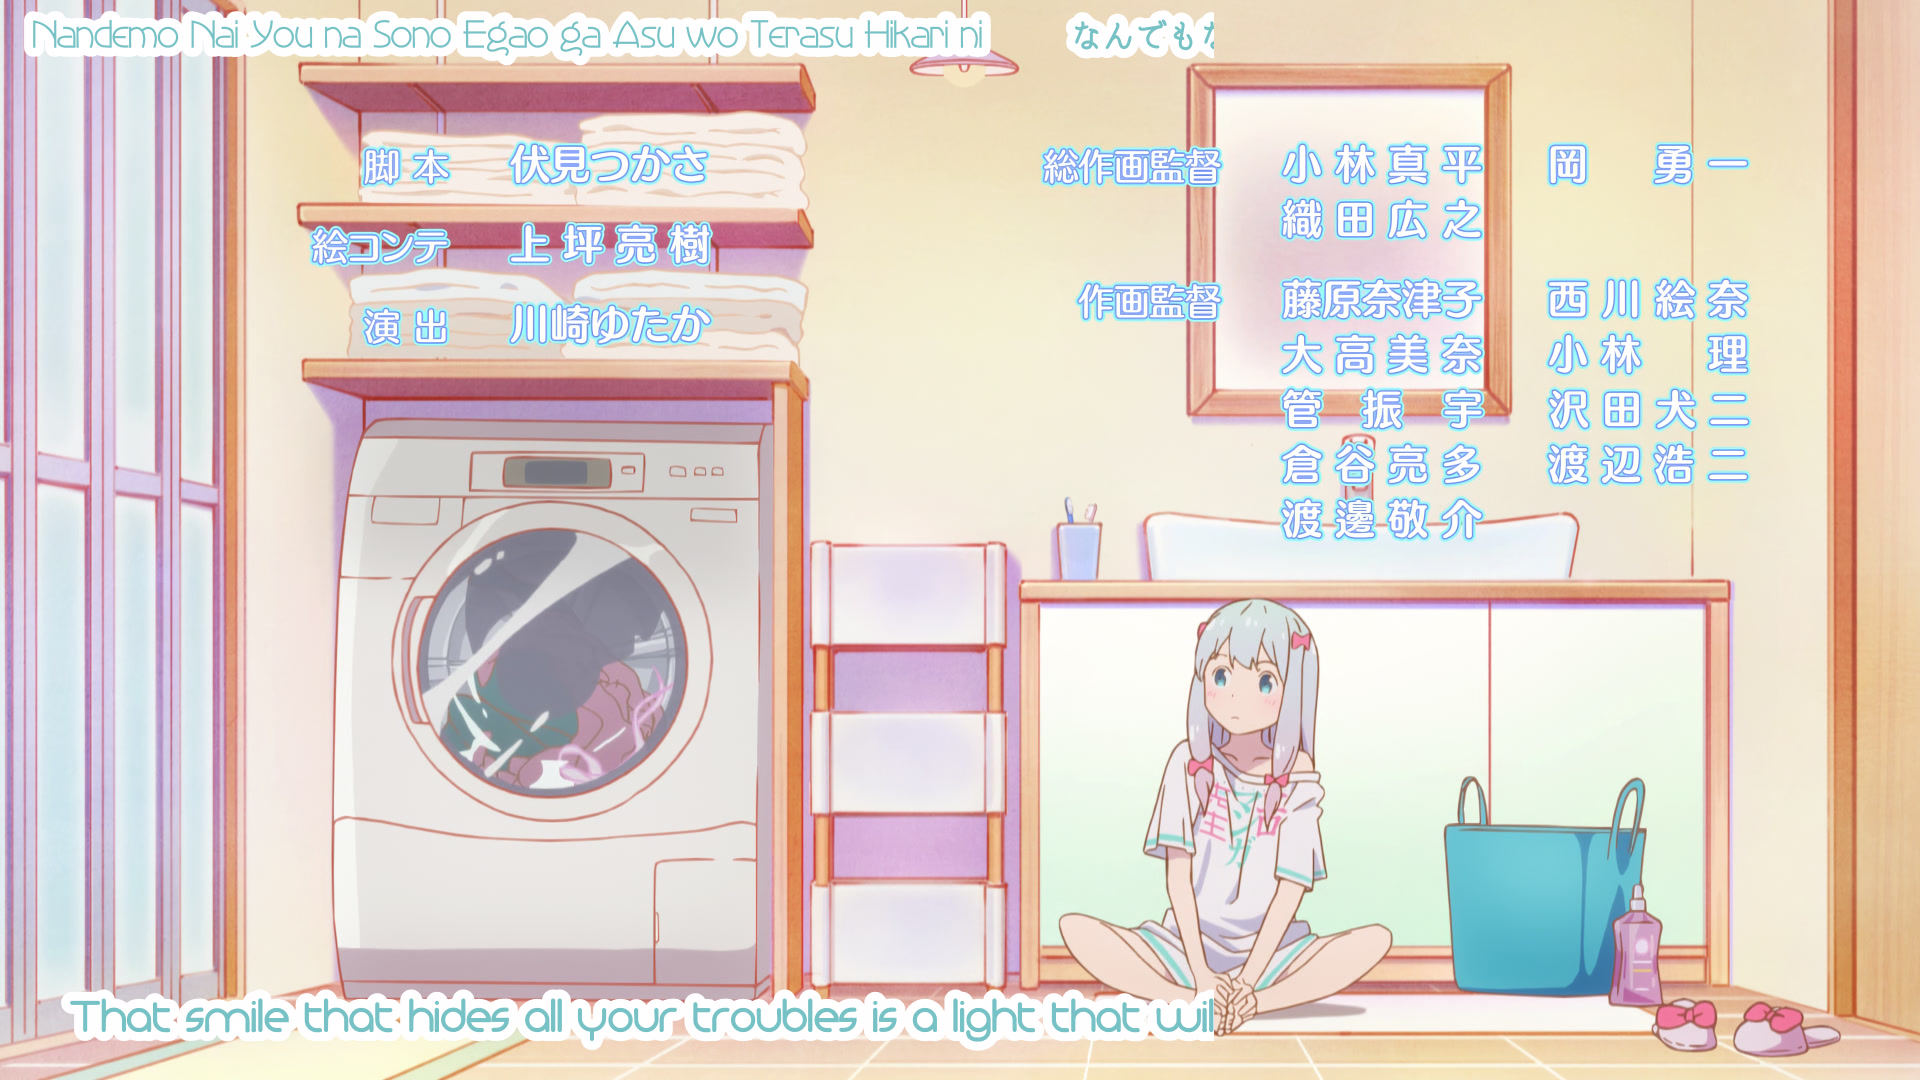 Nandemo Nai You na Sono Egao ga Asu wo Terasu Hikari ni なんでも
脚本 伏見つかさ
絵コンテ 上坪亮樹
演出 川崎ゆたか
総作画監督 小林真平 岡 勇一
織田広之
作画監督 藤原奈津子 西川絵奈
大高美奈 小林 理
管 振 宇 沢田犬二
倉谷亮多 渡辺浩二
渡邊敬介
マンガ
That smile that hides all your troubles is a light that wil